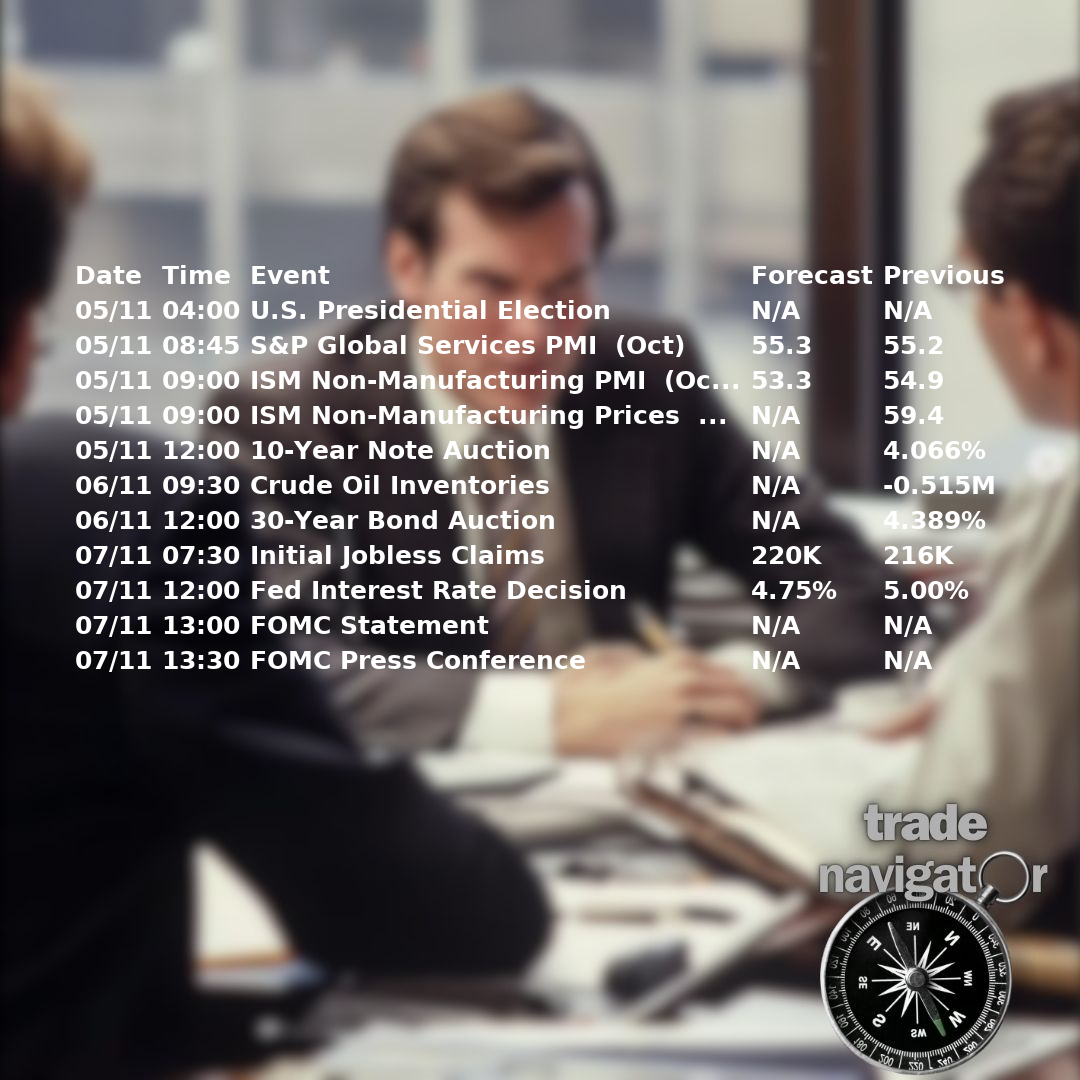 Date Time Event Forecast Previous
05/11 04:00 U.S. Presidential Election N/A N/A
05/11 08:45 S&P Global Services PMI  (Oct) 55.3 55.2
05/11 09:00 ISM Non-Manufacturing PMI  (Oc... 53.3 54.9
05/11 09:00 ISM Non-Manufacturing Prices  ... N/A 59.4
05/11 12:00 10-Year Note Auction N/A 4.066%
06/11 09:30 Crude Oil Inventories N/A -0.515M
06/11 12:00 30-Year Bond Auction N/A 4.389%
07/11 07:30 Initial Jobless Claims 220K 216K
07/11 12:00 Fed Interest Rate Decision 4.75% 5.00%
07/11 13:00 FOMC Statement N/A N/A
07/11 13:30 FOMC Press Conference N/A N/A
trade
navigator
NE
N
E
WN
SE
W
S
WS